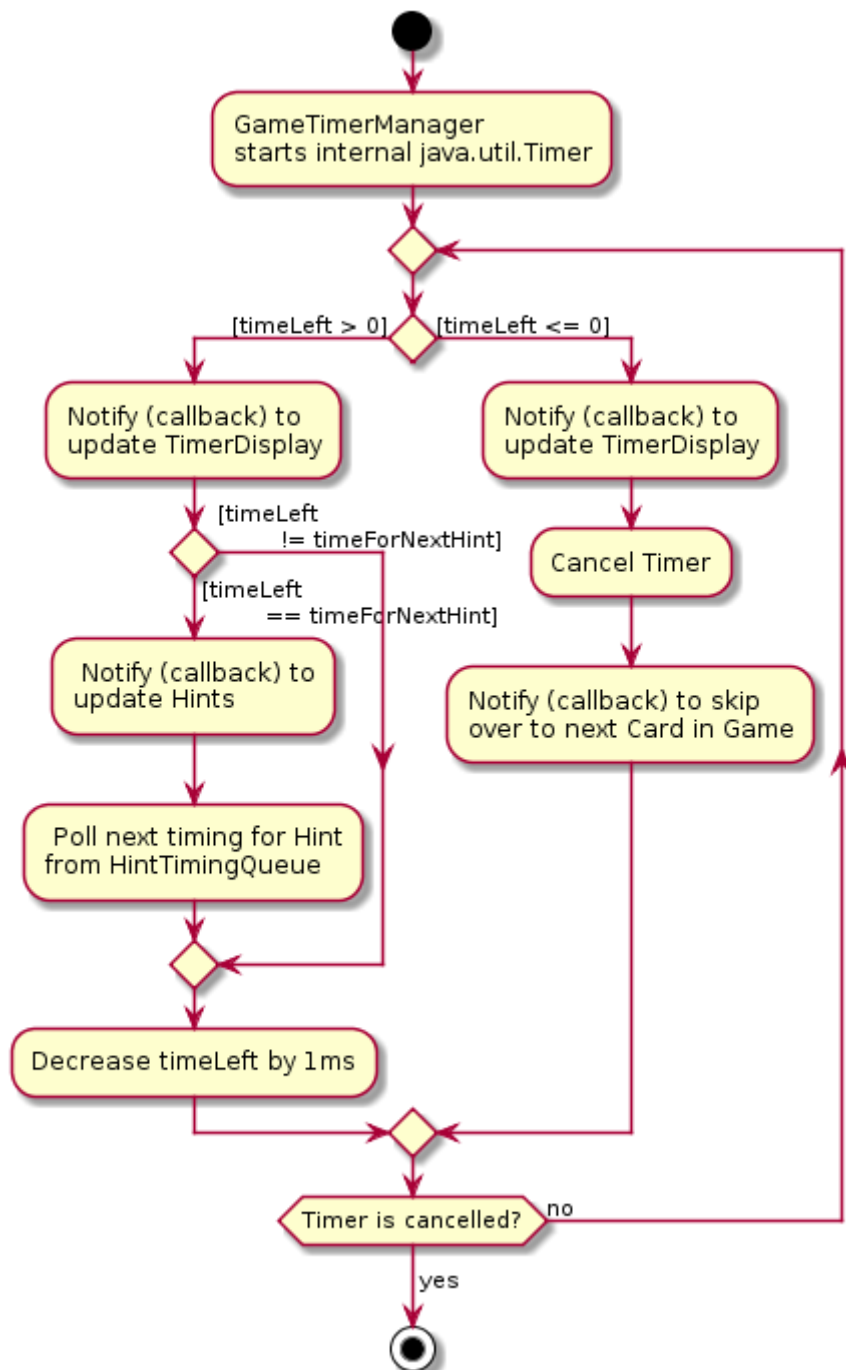 GameTimerManager
starts internal java.util.Timer
[timeLeft > 0]
[timeLeft <= 0]
Notify (callback) to
update TimerDisplay
Notify (callback) to
update TimerDisplay
[timeLeft
!= timeForNextHint]
Cancel Timer
[timeLeft
== timeForNextHint]
Notify (callback) to
update Hints
Notify (callback) to skip
over to next Card in Game
Poll next timing for Hint
from HintTimingQueue
Decrease timeLeft by 1ms
Timer is cancelled?
no
yes